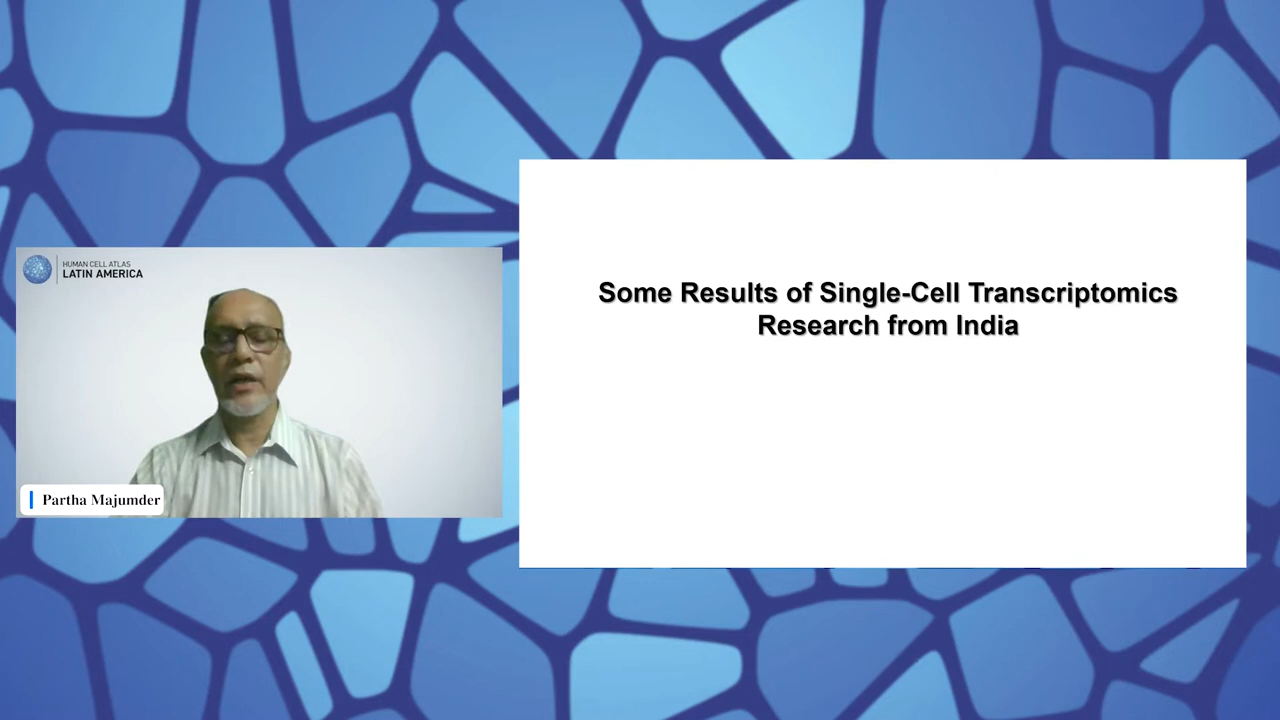 HUMAN CELL ATLAS
LATIN AMERICA
Partha Majumder
Some Results of Single-Cell Transcriptomics
Research from India